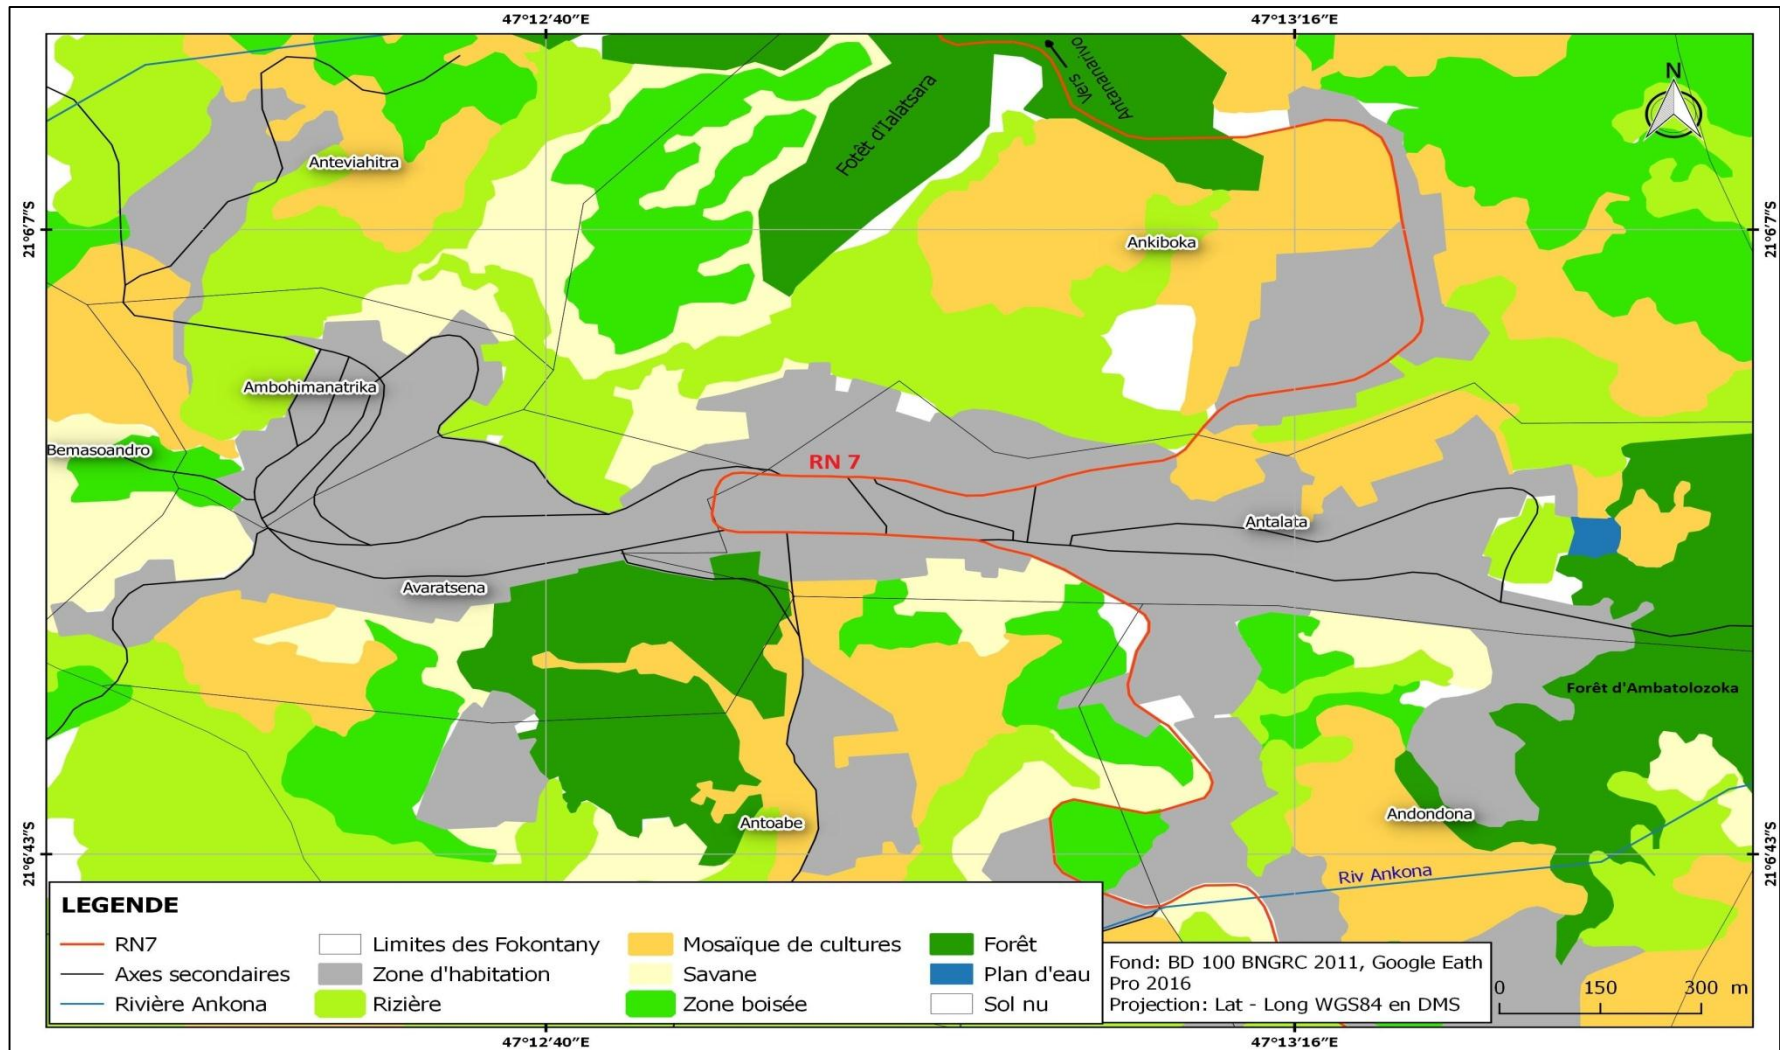 47°12′40″E
47°13′16″E
Vers
Antananarivo
N
Fotêt d'Ialatsara
Anteviahitra
21°6′7″S
21°6′7″S
Ankiboka
Ambohimanatrika
Bemasoandro
RN 7
Antalata
Avaratsena
Forêt d'Ambatolozoka
Antoabe
Andondona
21°6′43″S
21°6′43″S
Riv Ankona
LEGENDE
RN7
Limites des Fokontany
Mosaïque de cultures
Forêt
Axes secondaires
Zone d'habitation
Savane
Plan d'eau
Rivière Ankona
Rizière
Zone boisée
Sol nu
Fond: BD 100 BNGRC 2011, Google Eath
Pro 2016
Projection: Lat - Long WGS84 en DMS
0 150 300 m
47°12′40″E
47°13′16″E